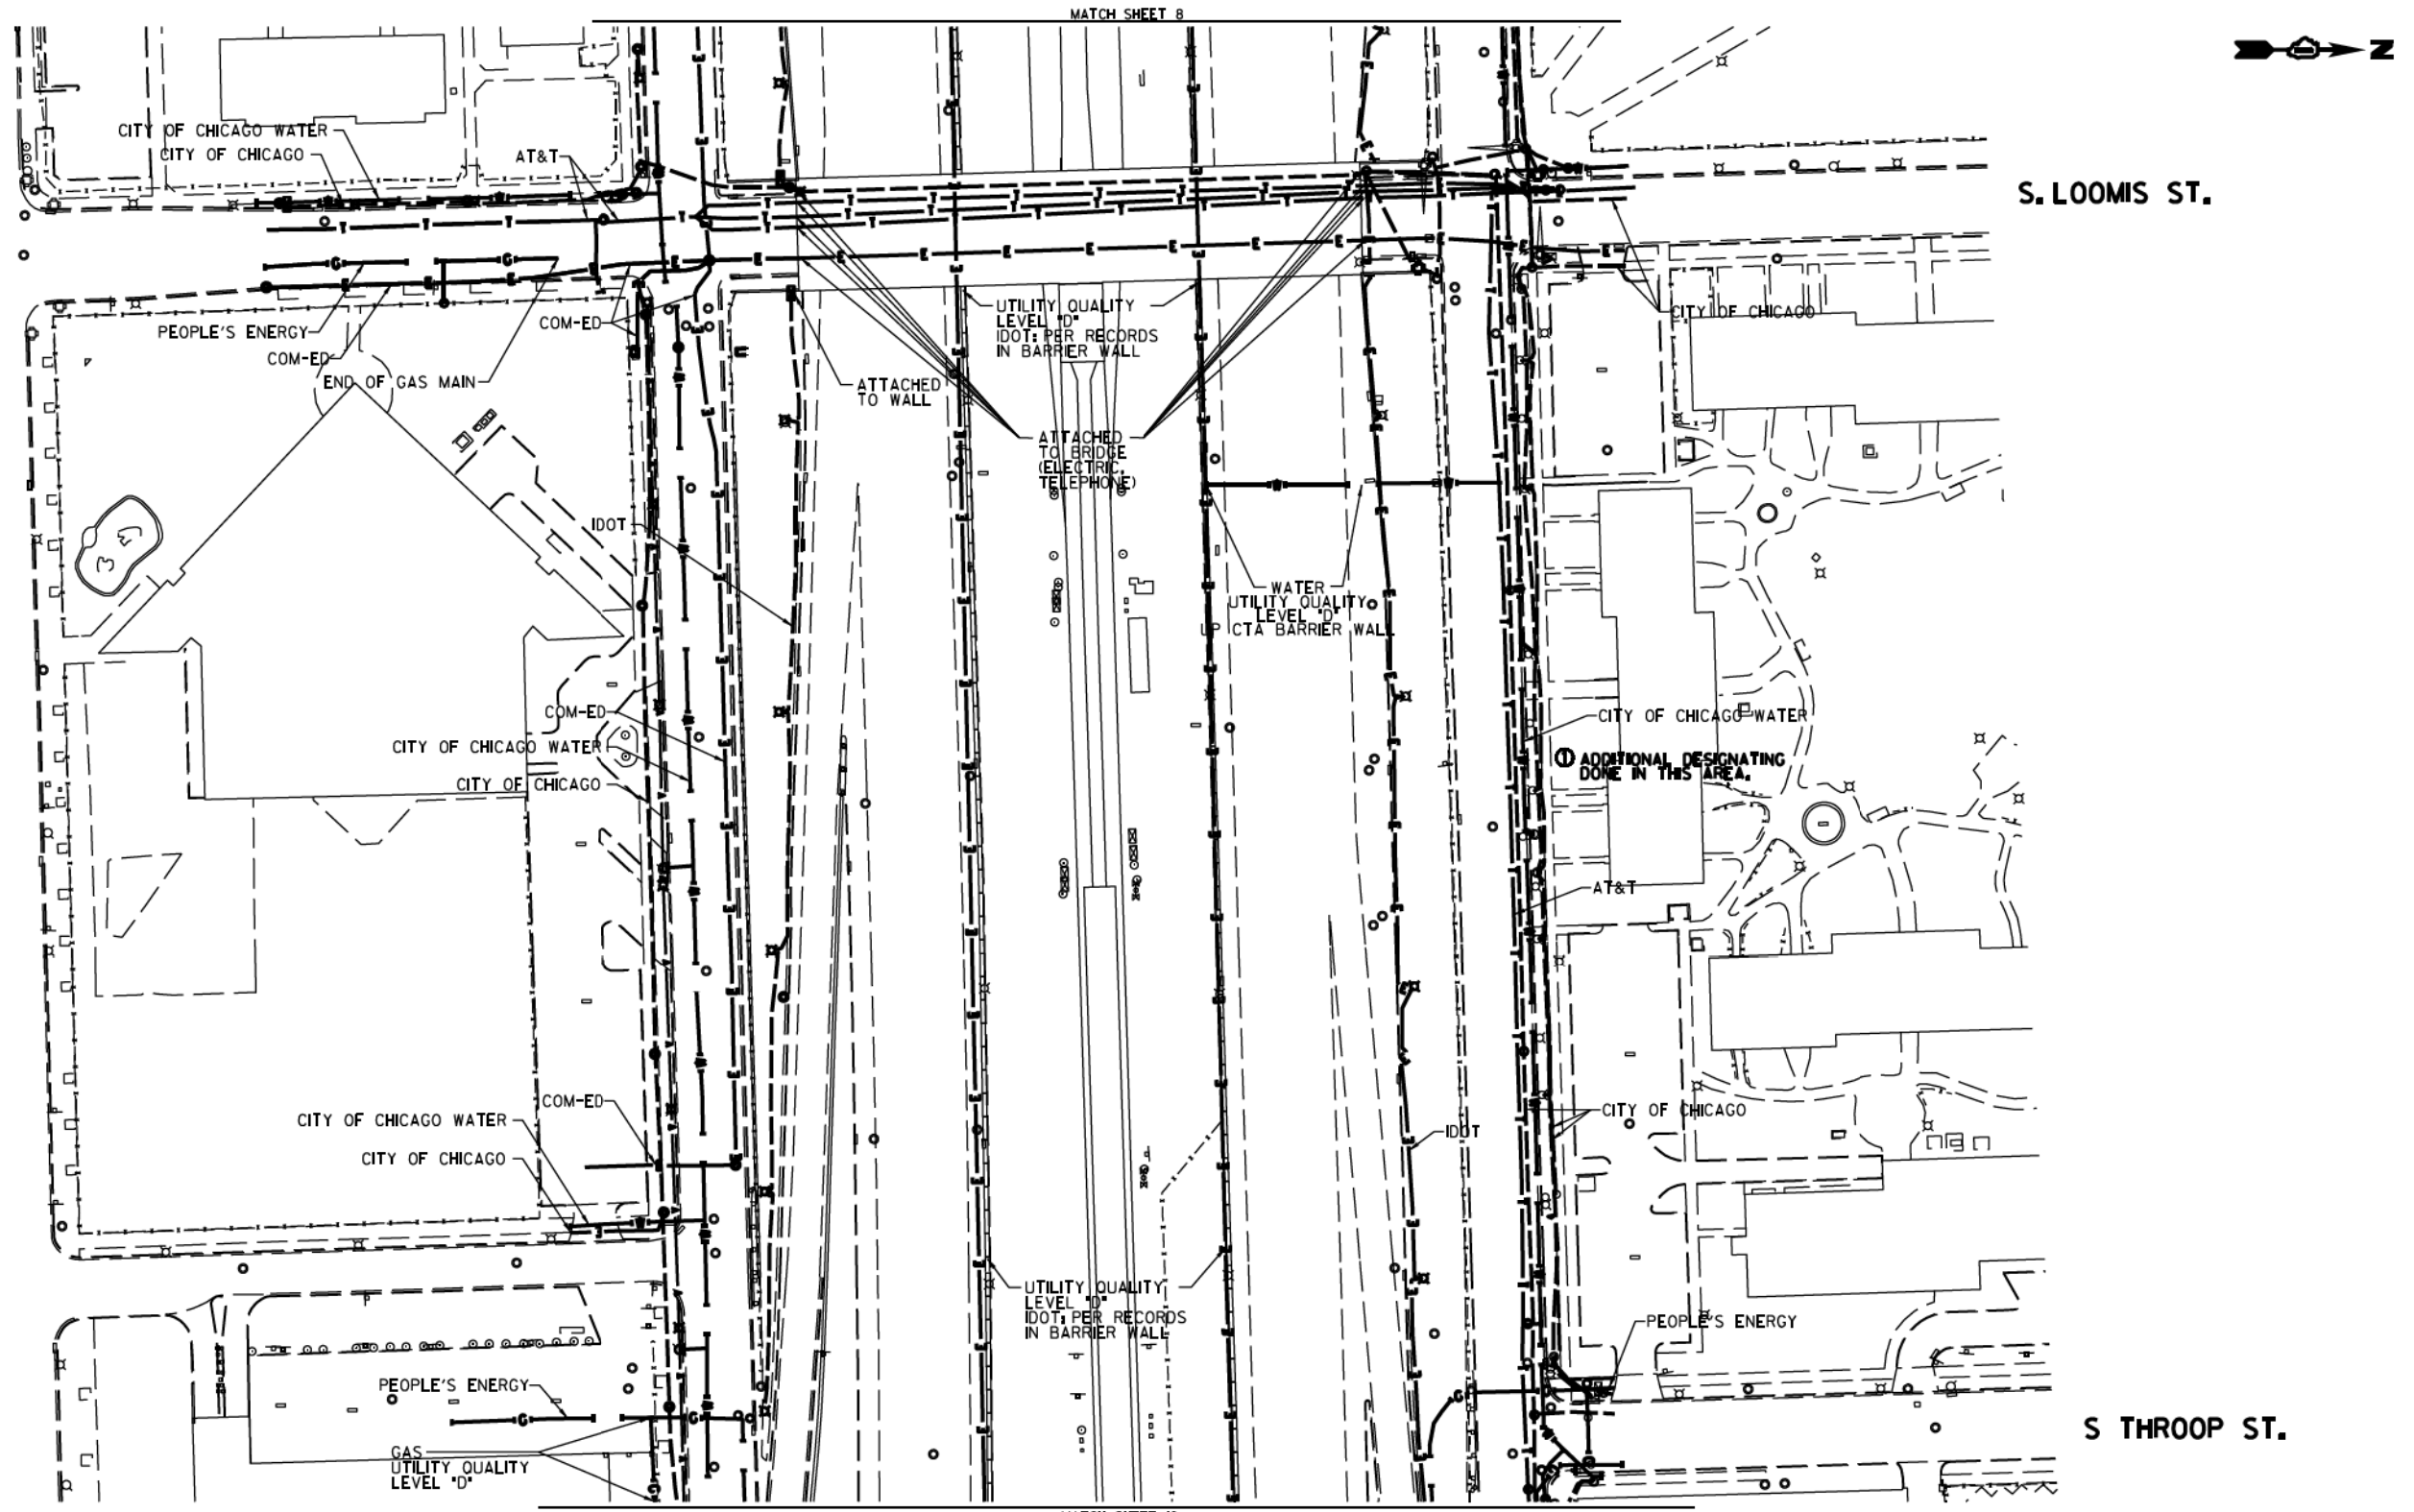 MATCH SHEET 8
N
CITY OF CHICAGO WATER
CITY OF CHICAGO
AT&T
S. LOOMIS ST.
PEOPLE'S ENERGY
COM-ED
COM-ED
END OF GAS MAIN
UTILITY QUALITY
LEVEL "D"
IDOT: PER RECORDS
IN BARRIER WALL
CITY OF CHICAGO
ATTACHED
TO WALL
ATTACHED
TO BRIDGE
(ELECTRIC,
TELEPHONE)
IDOT
WATER
UTILITY QUALITY
LEVEL "D"
UP CTA BARRIER WALL
COM-ED
CITY OF CHICAGO WATER
CITY OF CHICAGO
CITY OF CHICAGO WATER
① ADDITIONAL DESIGNATING
DONE IN THIS AREA.
AT&T
COM-ED
CITY OF CHICAGO WATER
CITY OF CHICAGO
CITY OF CHICAGO
IDOT
UTILITY QUALITY
LEVEL "D"
IDOT: PER RECORDS
IN BARRIER WALL
PEOPLE'S ENERGY
PEOPLE'S ENERGY
GAS
UTILITY QUALITY
LEVEL "D"
S THROOP ST.